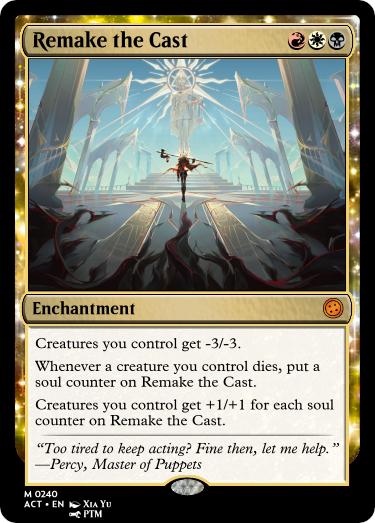 Remake the Cast
Enchantment
Creatures you control get -3/-3.
Whenever a creature you control dies, put a
soul counter on Remake the Cast.
Creatures you control get +1/+1 for each soul
counter on Remake the Cast.
“Too tired to keep acting? Fine then, let me help.”
—Percy, Master of Puppets
M 0240
ACT • EN Xia Yu
PTM